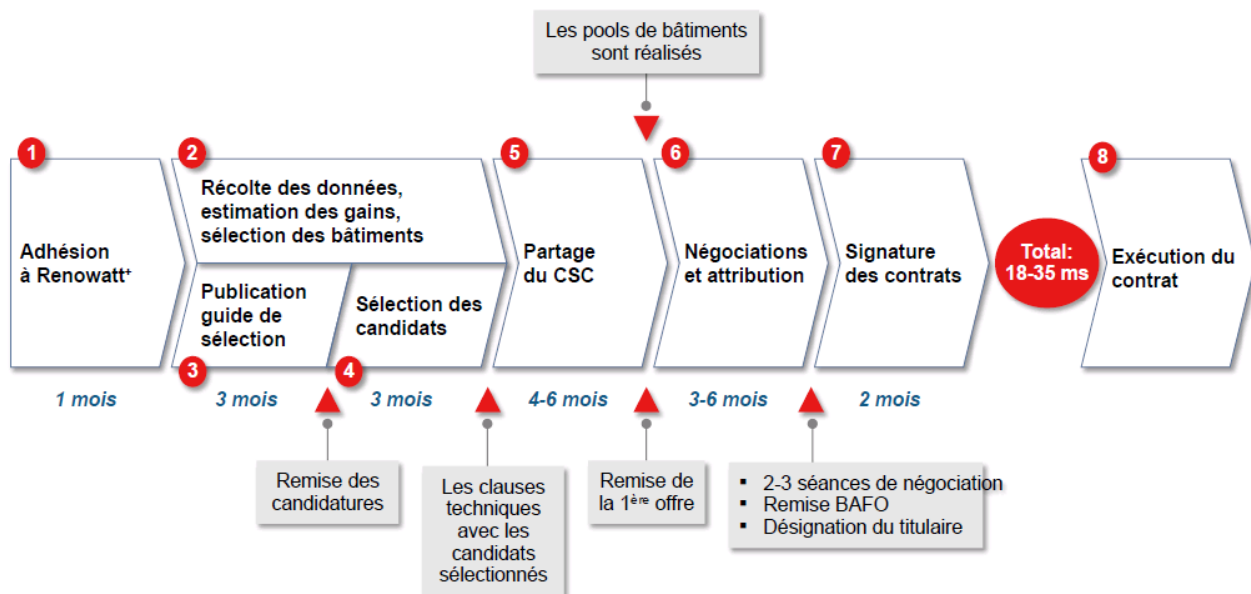 Les pools de bâtiments
sont réalisés
1
2
5
6
7
8
Adhésion
à Renowatt⁺
Récolte des données,
estimation des gains,
sélection des bâtiments
Publication
guide de
sélection
Sélection des
candidats
Partage
du CSC
Négociations
et attribution
Signature
des contrats
Total:
18-35 ms
Exécution du
contrat
3
4
1 mois
3 mois
3 mois
4-6 mois
3-6 mois
2 mois
Remise des
candidatures
Les clauses
techniques
avec les
candidats
sélectionnés
Remise de
la 1ère offre
▪ 2-3 séances de négociation
▪ Remise BAFO
▪ Désignation du titulaire